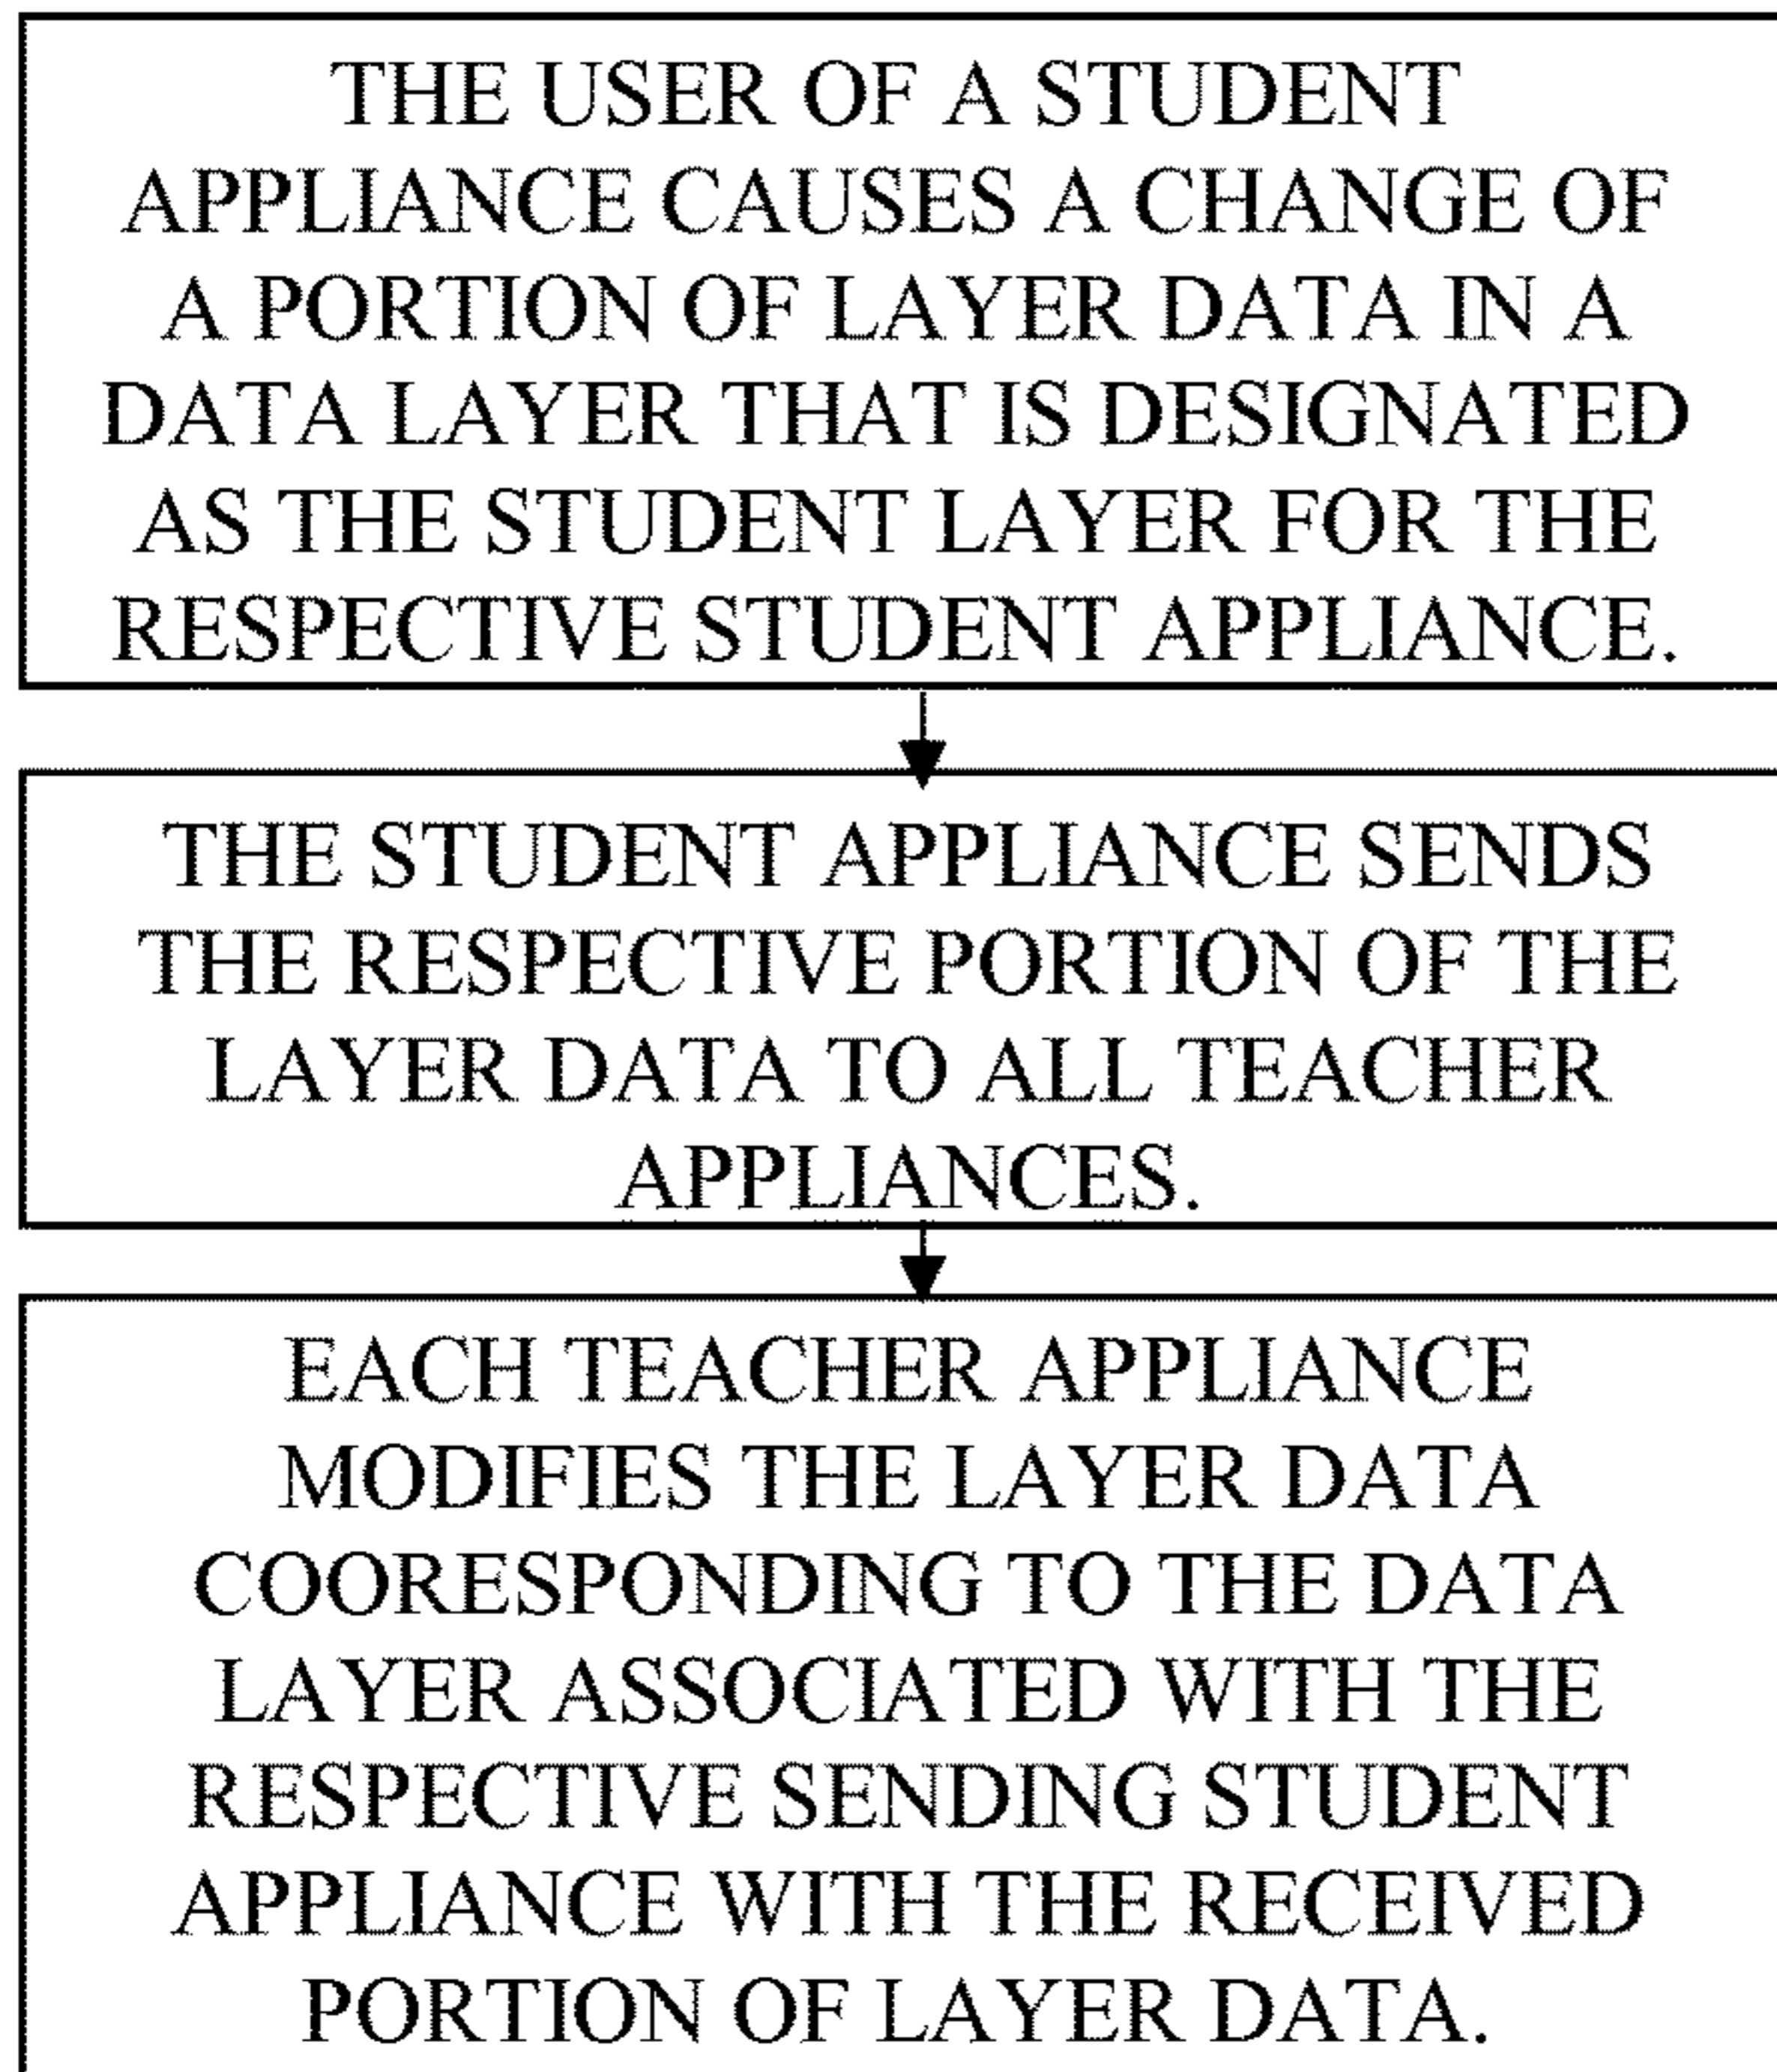 THE USER OF A STUDENT
APPLIANCE CAUSES A CHANGE OF
A PORTION OF LAYER DATA IN A
DATA LAYER THAT IS DESIGNATED
AS THE STUDENT LAYER FOR THE
RESPECTIVE STUDENT APPLIANCE.
THE STUDENT APPLIANCE SENDS
THE RESPECTIVE PORTION OF THE
LAYER DATA TO ALL TEACHER
APPLIANCES.
EACH TEACHER APPLIANCE
MODIFIES THE LAYER DATA
COORESPONDING TO THE DATA
LAYER ASSOCIATED WITH THE
RESPECTIVE SENDING STUDENT
APPLIANCE WITH THE RECEIVED
PORTION OF LAYER DATA.